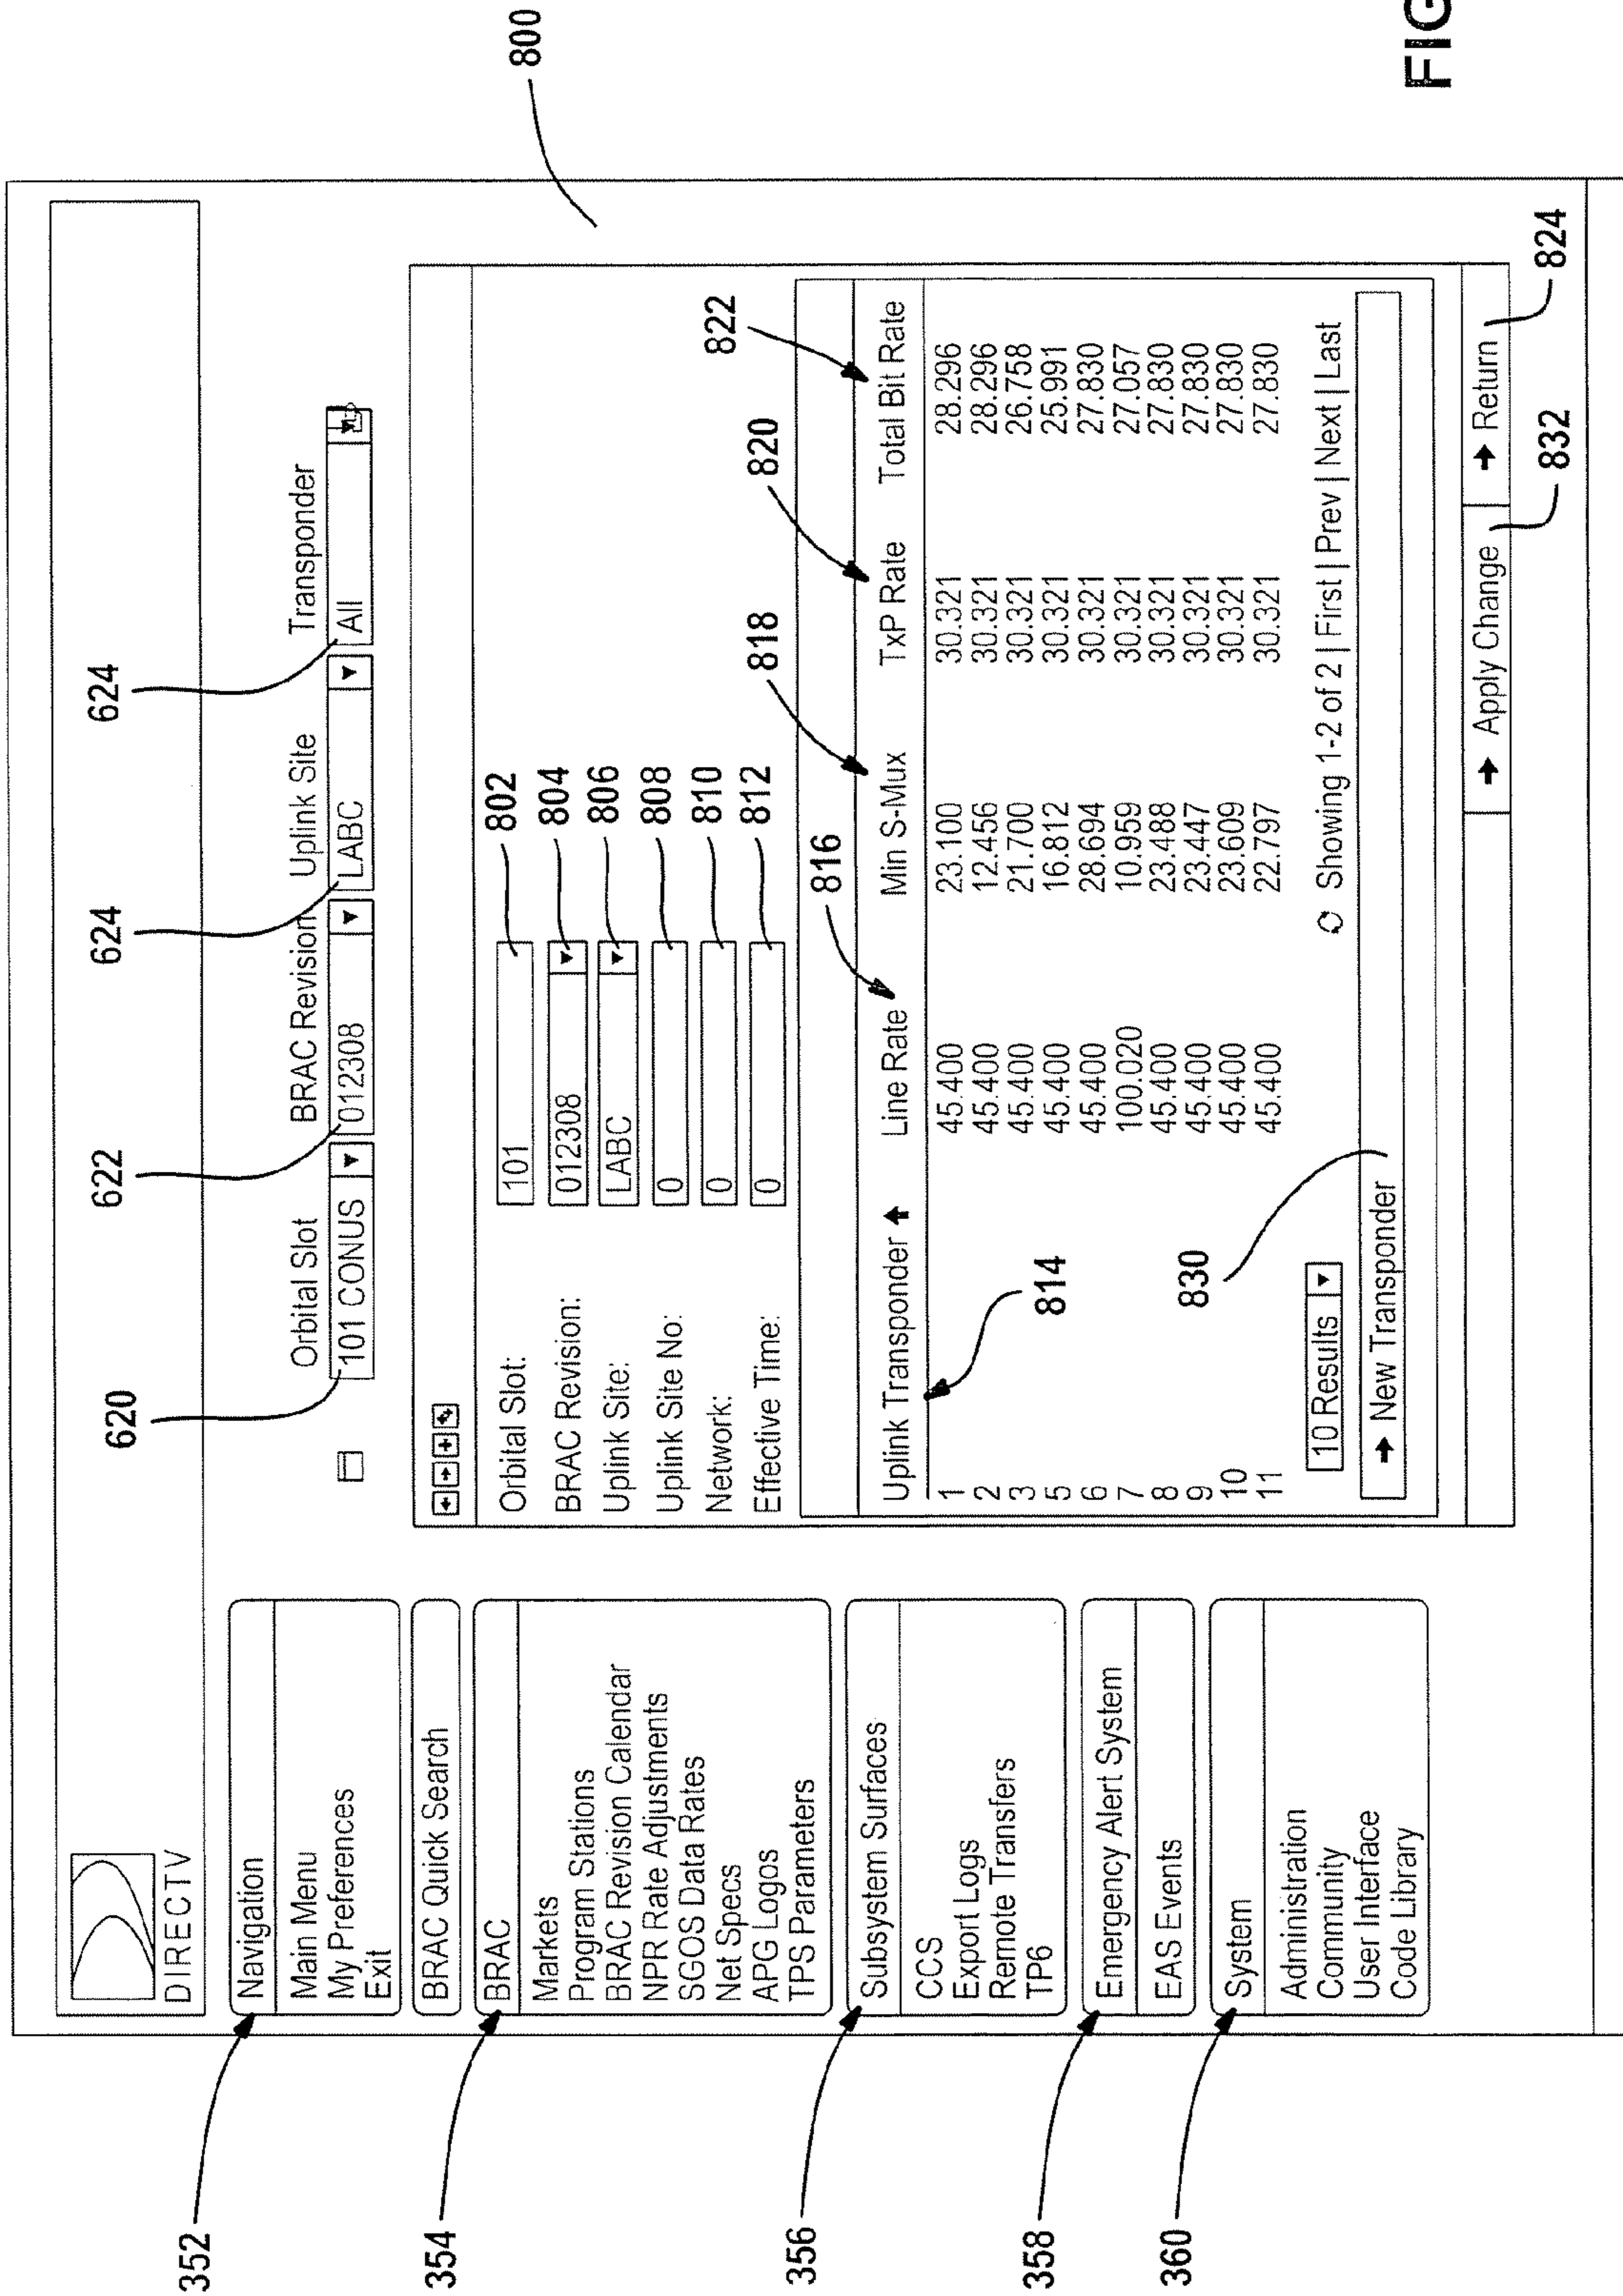 800
DIRECTV
352
Navigation
Main Menu
My Preferences
Exit
BRAC Quick Search
354
BRAC
Markets
Program Stations
BRAC Revision Calendar
NPR Rate Adjustments
SGOS Data Rates
Net Specs
APG Logos
TPS Parameters
356
Subsystem Surfaces
CCS
Export Logs
Remote Transfers
TP6
358
Emergency Alert System
EAS Events
360
System
Administration
Community
User Interface
Code Library
620 622 624 624
Orbital Slot BRAC Revision Uplink Site Transponder
101 CONUS 012308 LABC All
Orbital Slot: 101 802
BRAC Revision: 012308 804
Uplink Site: LABC 806
Uplink Site No: 0 808
Network: 0 810
Effective Time: 0 812
814 816 818 820 822
Uplink Transponder Line Rate Min S-Mux TxP Rate Total Bit Rate
1 45.400 23.100 30.321 28.296
2 45.400 12.456 30.321 28.296
3 45.400 21.700 30.321 26.758
5 45.400 16.812 30.321 25.991
6 45.400 28.694 30.321 27.830
7 100.020 10.959 30.321 27.057
8 45.400 23.488 30.321 27.830
9 45.400 23.447 30.321 27.830
10 45.400 23.609 30.321 27.830
11 45.400 22.797 30.321 27.830
10 Results Showing 1-2 of 2 | First | Prev | Next | Last
830
New Transponder
Apply Change Return
832 824
FIG